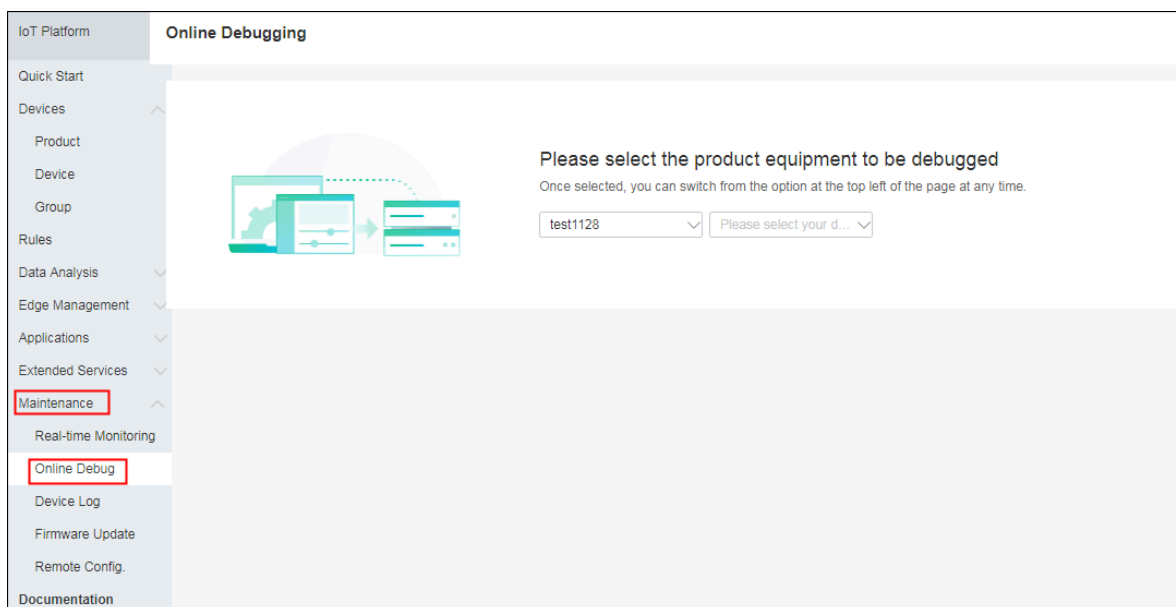 IoT Platform
Online Debugging
Quick Start
Devices
Product
Device
Group
Rules
Data Analysis
Edge Management
Applications
Extended Services
Maintenance
Real-time Monitoring
Online Debug
Device Log
Firmware Update
Remote Config.
Documentation
Please select the product equipment to be debugged
Once selected, you can switch from the option at the top left of the page at any time.
test1128
Please select your d...